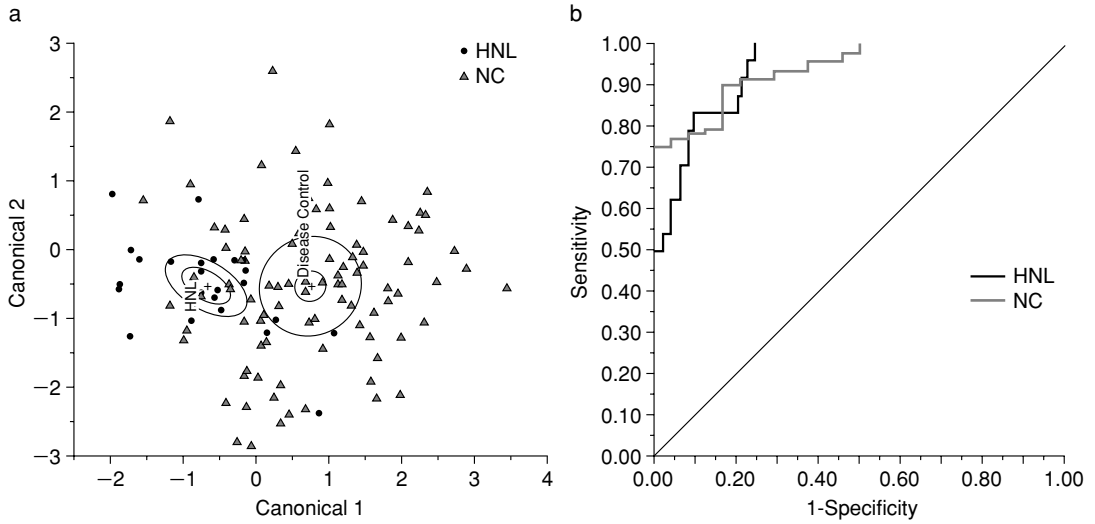 a
3
2
1
0
−1
−2
−3
Canonical 2
−2
−1
0
1
2
3
4
Canonical 1
HNL
NC
HNL
Disease Control
b
1.00
0.90
0.80
0.70
0.60
0.50
0.40
0.30
0.20
0.10
0.00
Sensitivity
0.00
0.20
0.40
0.60
0.80
1.00
1-Specificity
HNL
NC